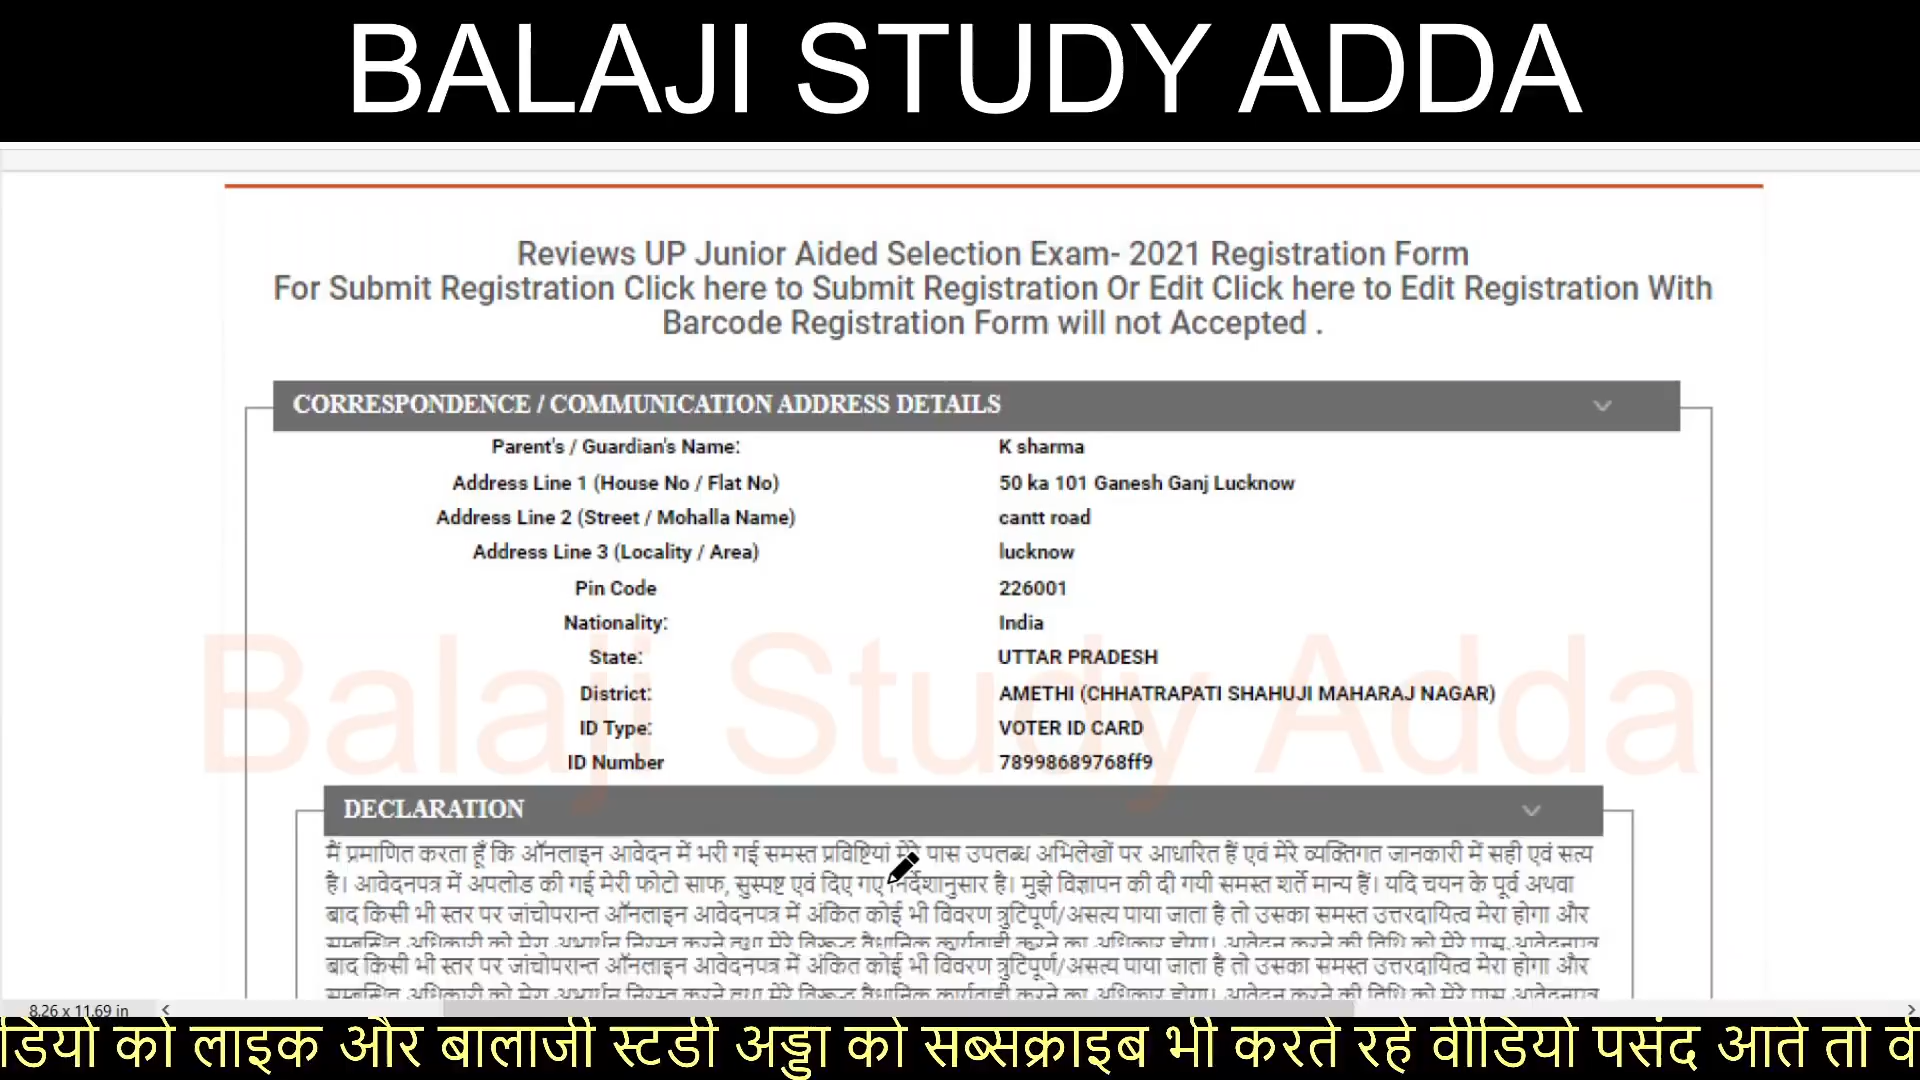 BALAJI STUDY ADDA
Reviews UP Junior Aided Selection Exam- 2021 Registration Form
For Submit Registration Click here to Submit Registration Or Edit Click here to Edit Registration With
Barcode Registration Form will not Accepted .
CORRESPONDENCE / COMMUNICATION ADDRESS DETAILS
Parent's / Guardian's Name: K sharma
Address Line 1 (House No / Flat No) 50 ka 101 Ganesh Ganj Lucknow
Address Line 2 (Street / Mohalla Name) cantt road
Address Line 3 (Locality / Area) lucknow
Pin Code 226001
Nationality: India
State: UTTAR PRADESH
District: AMETHI (CHHATRAPATI SHAHUJI MAHARAJ NAGAR)
ID Type: VOTER ID CARD
ID Number 78998689768ff9
Balaji Study Adda
DECLARATION
मैं प्रमाणित करता हूँ कि ऑनलाइन आवेदन में भरी गई समस्त प्रविष्टियां मेरे पास उपलब्ध अभिलेखों पर आधारित हैं एवं मेरे व्यक्तिगत जानकारी में सही एवं सत्य
है। आवेदनपत्र में अपलोड की गई मेरी फोटो साफ, सुस्पष्ट एवं दिए गए निर्देशानुसार है। मुझे विज्ञापन की दी गयी समस्त शर्ते मान्य हैं। यदि चयन के पूर्व अथवा
बाद किसी भी स्तर पर जांचोपरान्त ऑनलाइन आवेदनपत्र में अंकित कोई भी विवरण त्रुटिपूर्ण/असत्य पाया जाता है तो उसका समस्त उत्तरदायित्व मेरा होगा और
बाद किसी भी स्तर पर जांचोपरान्त ऑनलाइन आवेदनपत्र में अंकित कोई भी विवरण त्रुटिपूर्ण/असत्य पाया जाता है तो उसका समस्त उत्तरदायित्व मेरा होगा और
8.26 x 11.69 in
को लाइक और बालाजी स्टडी अड्डा को सब्सक्राइब भी करते रहे वीडियो पसंद आते तो